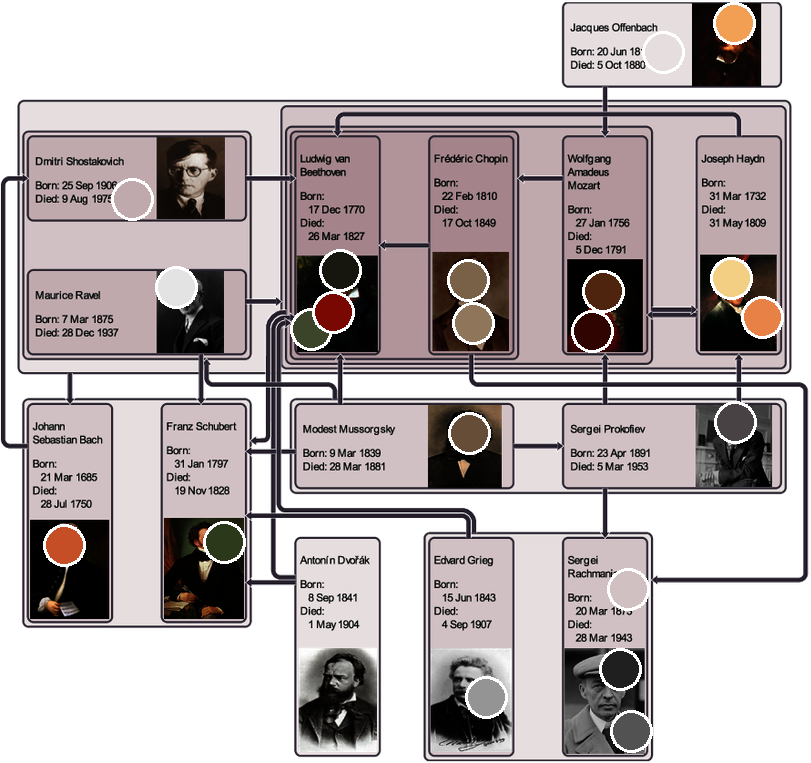 Jacques Offenbach
Born: 20 Jun
Died: 5 Oct 1880
Dmitri Shostakovich
Born: 25 Sep 1906
Died: 9 Aug 1975
Maurice Ravel
Born: 7 Mar 1875
Died: 28 Dec 1937
Ludwig van
Beethoven
Born:
17 Dec 1770
Died:
26 Mar 1827
Frédéric Chopin
Born:
22 Feb 1810
Died:
17 Oct 1849
Wolfgang
Amadeus
Mozart
Born:
27 Jan 1756
Died:
5 Dec 1791
Joseph Haydn
Born:
31 Mar 1732
Died:
31 May 1809
Johann
Sebastian Bach
Born:
21 Mar 1685
Died:
28 Jul 1750
Franz Schubert
Born:
31 Jan 1797
Died:
19 Nov 1828
Modest Mussorgsky
Born: 9 Mar 1839
Died: 28 Mar 1881
Sergei Prokofiev
Born: 23 Apr 1891
Died: 5 Mar 1953
Antonín Dvořák
Born:
8 Sep 1841
Died:
1 May 1904
Edvard Grieg
Born:
15 Jun 1843
Died:
4 Sep 1907
Sergei
Born:
20 Mar 1873
Died:
28 Mar 1943